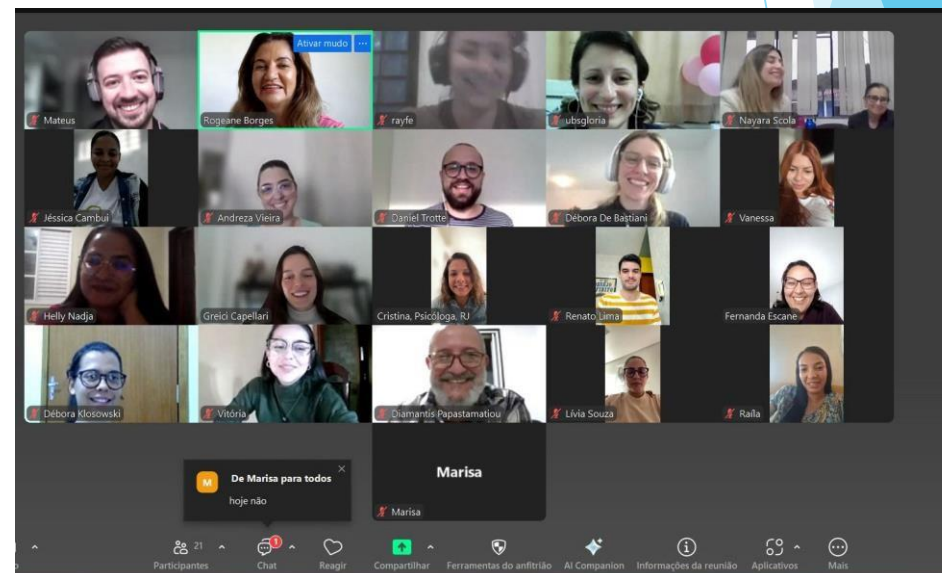 Mateus
Ativar mudo ...
Rogeane Borges
rayfe
ubsgloria
Nayara Scola
Jéssica Cambui
Andreza Vieira
Daniel Trotte
Débora De Bastiani
Vanessa
Helly Nadja
Greici Capellari
Cristina, Psicóloga, RJ
Renato Lima
Fernanda Escane
Débora Klosowski
Vitória
Diamantis Papastamatiou
Lívia Souza
Raíla
Marisa
Marisa
M
De Marisa para todos
hoje não
21
1
Participantes
Chat
Reagir
Compartilhar
Ferramentas do anfitrião
AI Companion
Informações da reunião
Aplicativos
Mais